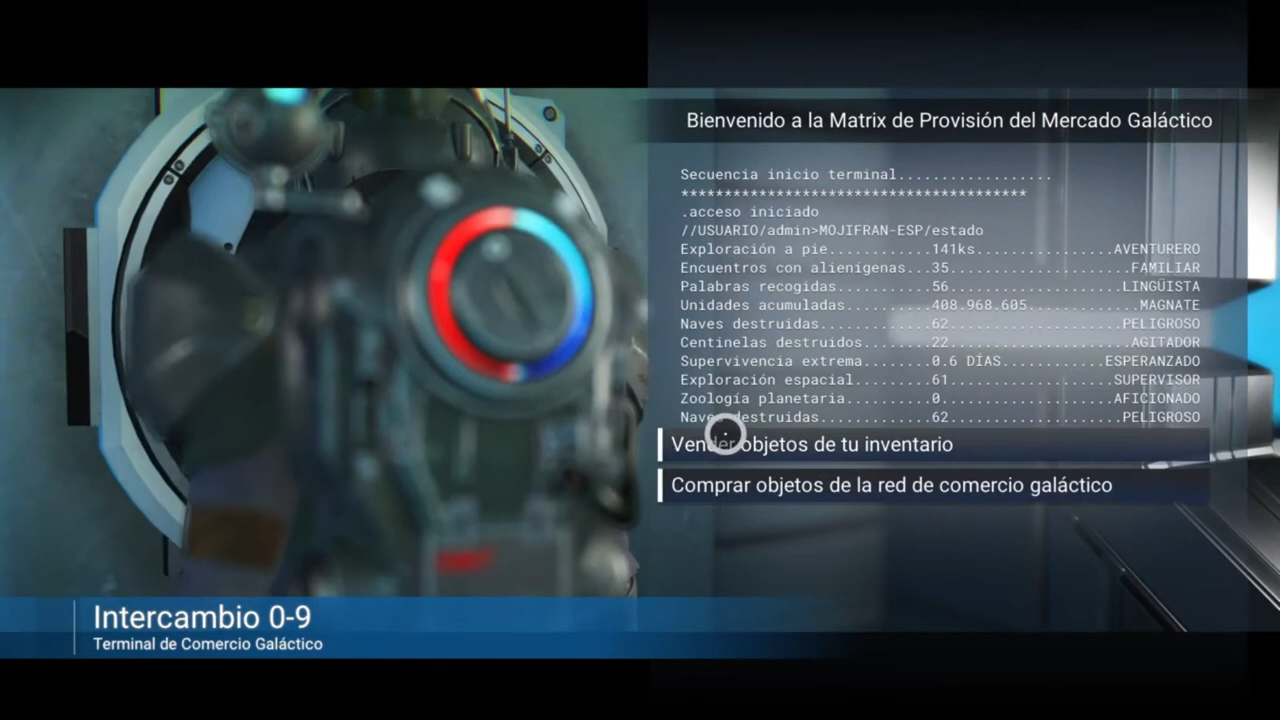 Bienvenido a la Matrix de Provisión del Mercado Galáctico
Secuencia inicio terminal..................
****************************************
.acceso iniciado
//USUARIO/admin>MOJIFRAN-ESP/estado
Exploración a pie............141ks................AVENTURERO
Encuentros con alienígenas...35.....................FAMILIAR
Palabras recogidas...........56....................LINGÜISTA
Unidades acumuladas..........408.968.605.............MAGNATE
Naves destruidas.............62....................PELIGROSO
Centinelas destruidos........22.....................AGITADOR
Supervivencia extrema........0.6 DÍAS............ESPERANZADO
Exploración espacial.........61...................SUPERVISOR
Zoología planetaria..........0....................AFICIONADO
Naves destruidas.............62....................PELIGROSO
Vender objetos de tu inventario
Comprar objetos de la red de comercio galáctico
Intercambio 0-9
Terminal de Comercio Galáctico